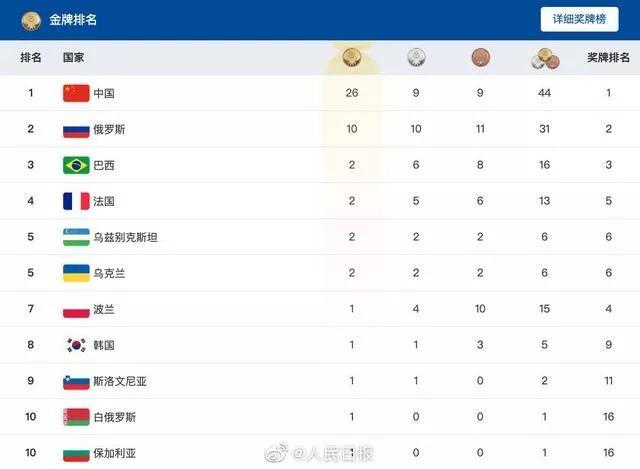 金牌排名 详细奖牌榜
排名 国家 奖牌排名
1 中国 26 9 9 44 1
2 俄罗斯 10 10 11 31 2
3 巴西 2 6 8 16 3
4 法国 2 5 6 13 5
5 乌兹别克斯坦 2 2 2 6 6
5 乌克兰 2 2 2 6 6
7 波兰 1 4 10 15 4
8 韩国 1 1 3 5 9
9 斯洛文尼亚 1 1 0 2 11
10 白俄罗斯 1 0 0 1 16
10 保加利亚 1 0 0 1 16
@人民日报